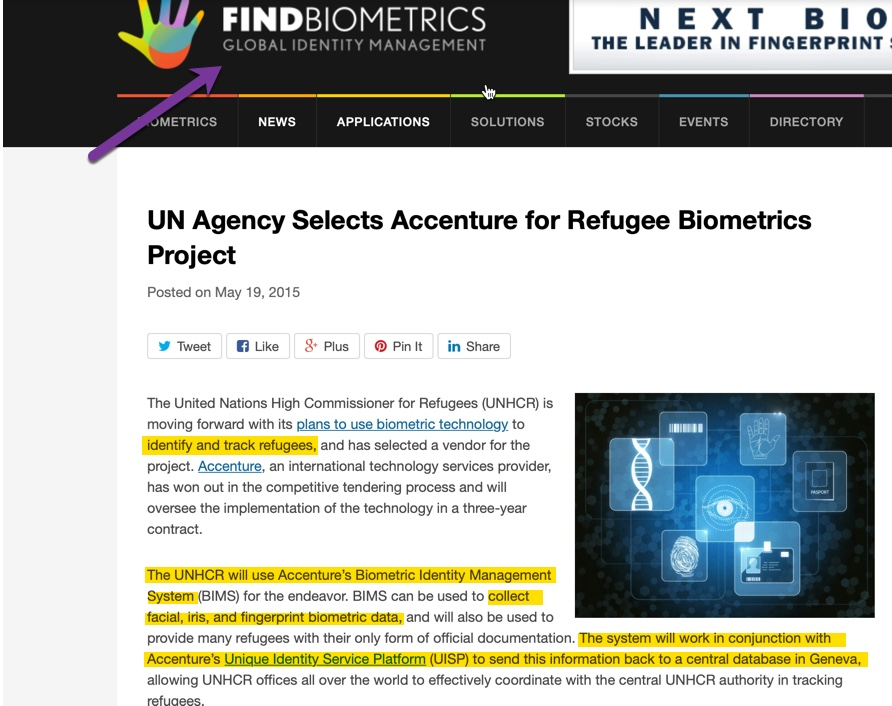 FINDBIOMETRICS
GLOBAL IDENTITY MANAGEMENT
NEXT BIO
THE LEADER IN FINGERPRINT
NEWS
APPLICATIONS
SOLUTIONS
STOCKS
EVENTS
DIRECTORY
UN Agency Selects Accenture for Refugee Biometrics
Project
Posted on May 19, 2015
Tweet
Like
g+ Plus
Pin It
in Share
The United Nations High Commissioner for Refugees (UNHCR) is
moving forward with its plans to use biometric technology to
identify and track refugees, and has selected a vendor for the
project. Accenture, an international technology services provider,
has won out in the competitive tendering process and will
oversee the implementation of the technology in a three-year
contract.
PASSPORT
The UNHCR will use Accenture's Biometric Identity Management
System (BIMS) for the endeavor. BIMS can be used to collect
facial, iris, and fingerprint biometric data, and will also be used to
provide many refugees with their only form of official documentation. The system will work in conjunction with
Accenture's Unique Identity Service Platform (UISP) to send this information back to a central database in Geneva,
allowing UNHCR offices all over the world to effectively coordinate with the central UNHCR authority in tracking
refugees.